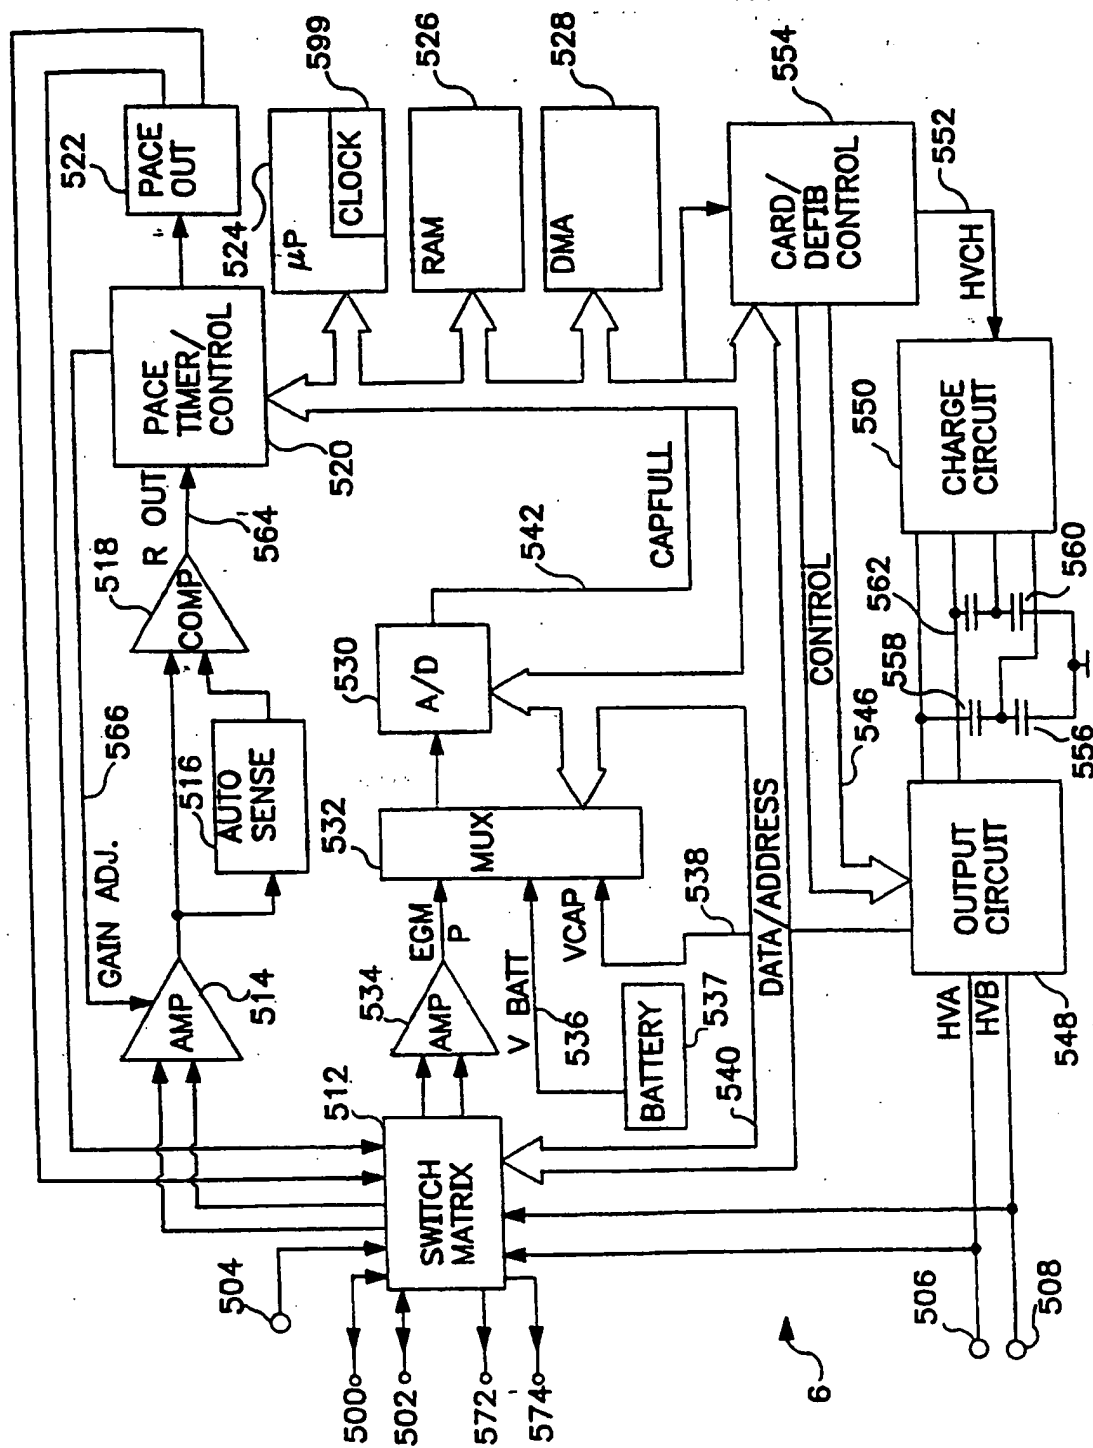 522
PACE
OUT
524
μP
CLOCK
599
RAM
526
DMA
528
PACE
TIMER/
CONTROL
520
R OUT
564
518
COMP
566
GAIN ADJ.
516
AUTO
SENSE
AMP
514
CAPFULL
542
530
A/D
532
MUX
EGM
P
534
AMP
V BATT
536
VCAP
538
BATTERY
537
540
DATA/ADDRESS
512
SWITCH
MATRIX
504
500
502
572
574
CARD/
DEFIB
CONTROL
554
552
HVCH
550
CHARGE
CIRCUIT
CONTROL
546
562
560
558
556
OUTPUT
CIRCUIT
548
HVA
HVB
506
508
6